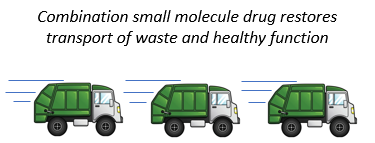 Combination small molecule drug restores
transport of waste and healthy function